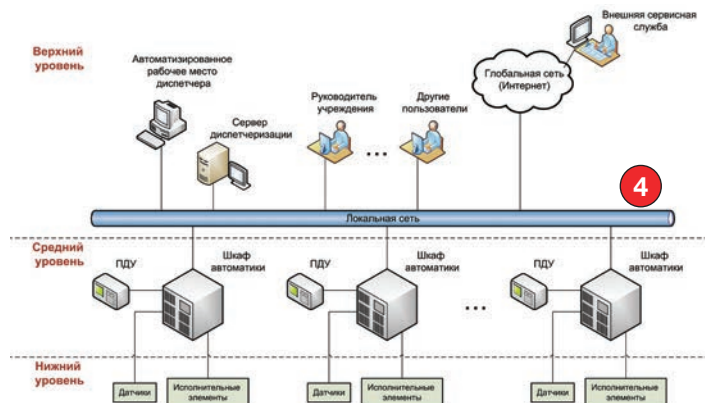 Внешняя сервисная
служба
Верхний
уровень
Автоматизированное
рабочее место
диспетчера
Глобальная сеть
(Интернет)
Руководитель
учреждения
Другие
пользователи
Сервер
диспетчеризации
...
4
Локальная сеть
Средний
уровень
ПДУ
Шкаф
автоматики
ПДУ
Шкаф
автоматики
...
ПДУ
Шкаф
автоматики
Нижний
уровень
Датчики
Исполнительные
элементы
Датчики
Исполнительные
элементы
Датчики
Исполнительные
элементы